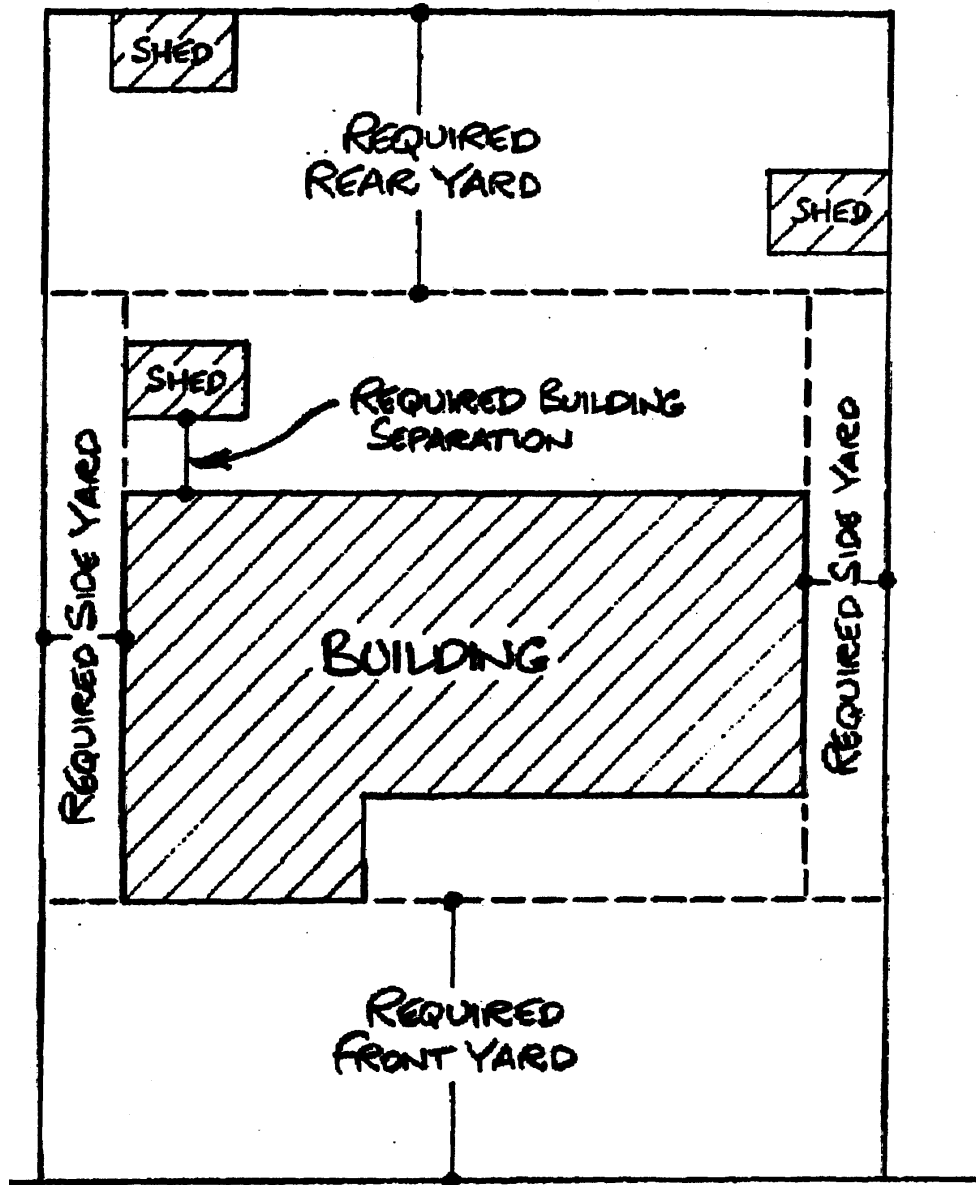 SHED
REQUIRED
REAR YARD
SHED
SHED
REQUIRED BUILDING
SEPARATION
REQUIRED SIDE YARD
REQUIRED SIDE YARD
BUILDING
REQUIRED
FRONT YARD